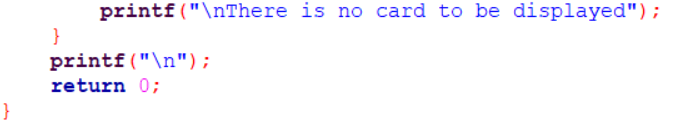 printf("\nThere is no card to be displayed");
}
printf("\n");
return 0;
}